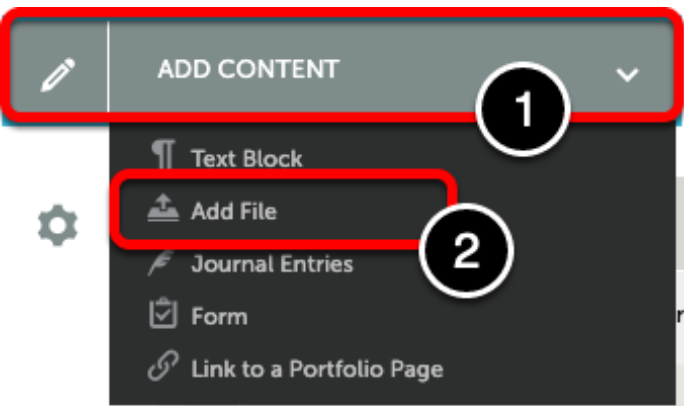 ADD CONTENT
1
Text Block
Add File
2
Journal Entries
Form
Link to a Portfolio Page